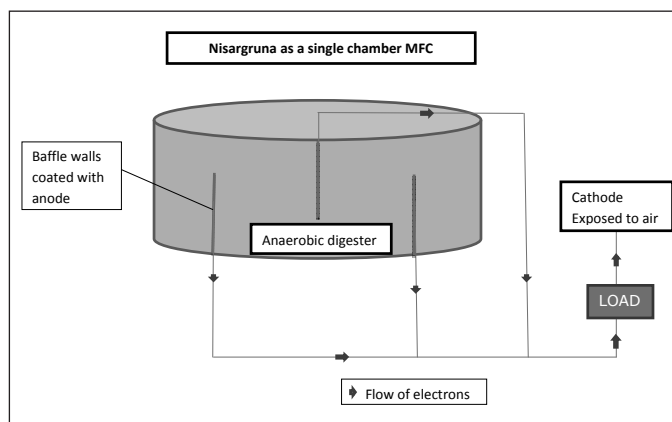 Nisargruna as a single chamber MFC
Baffle walls
coated with
anode
Anaerobic digester
Cathode
Exposed to air
LOAD
Flow of electrons